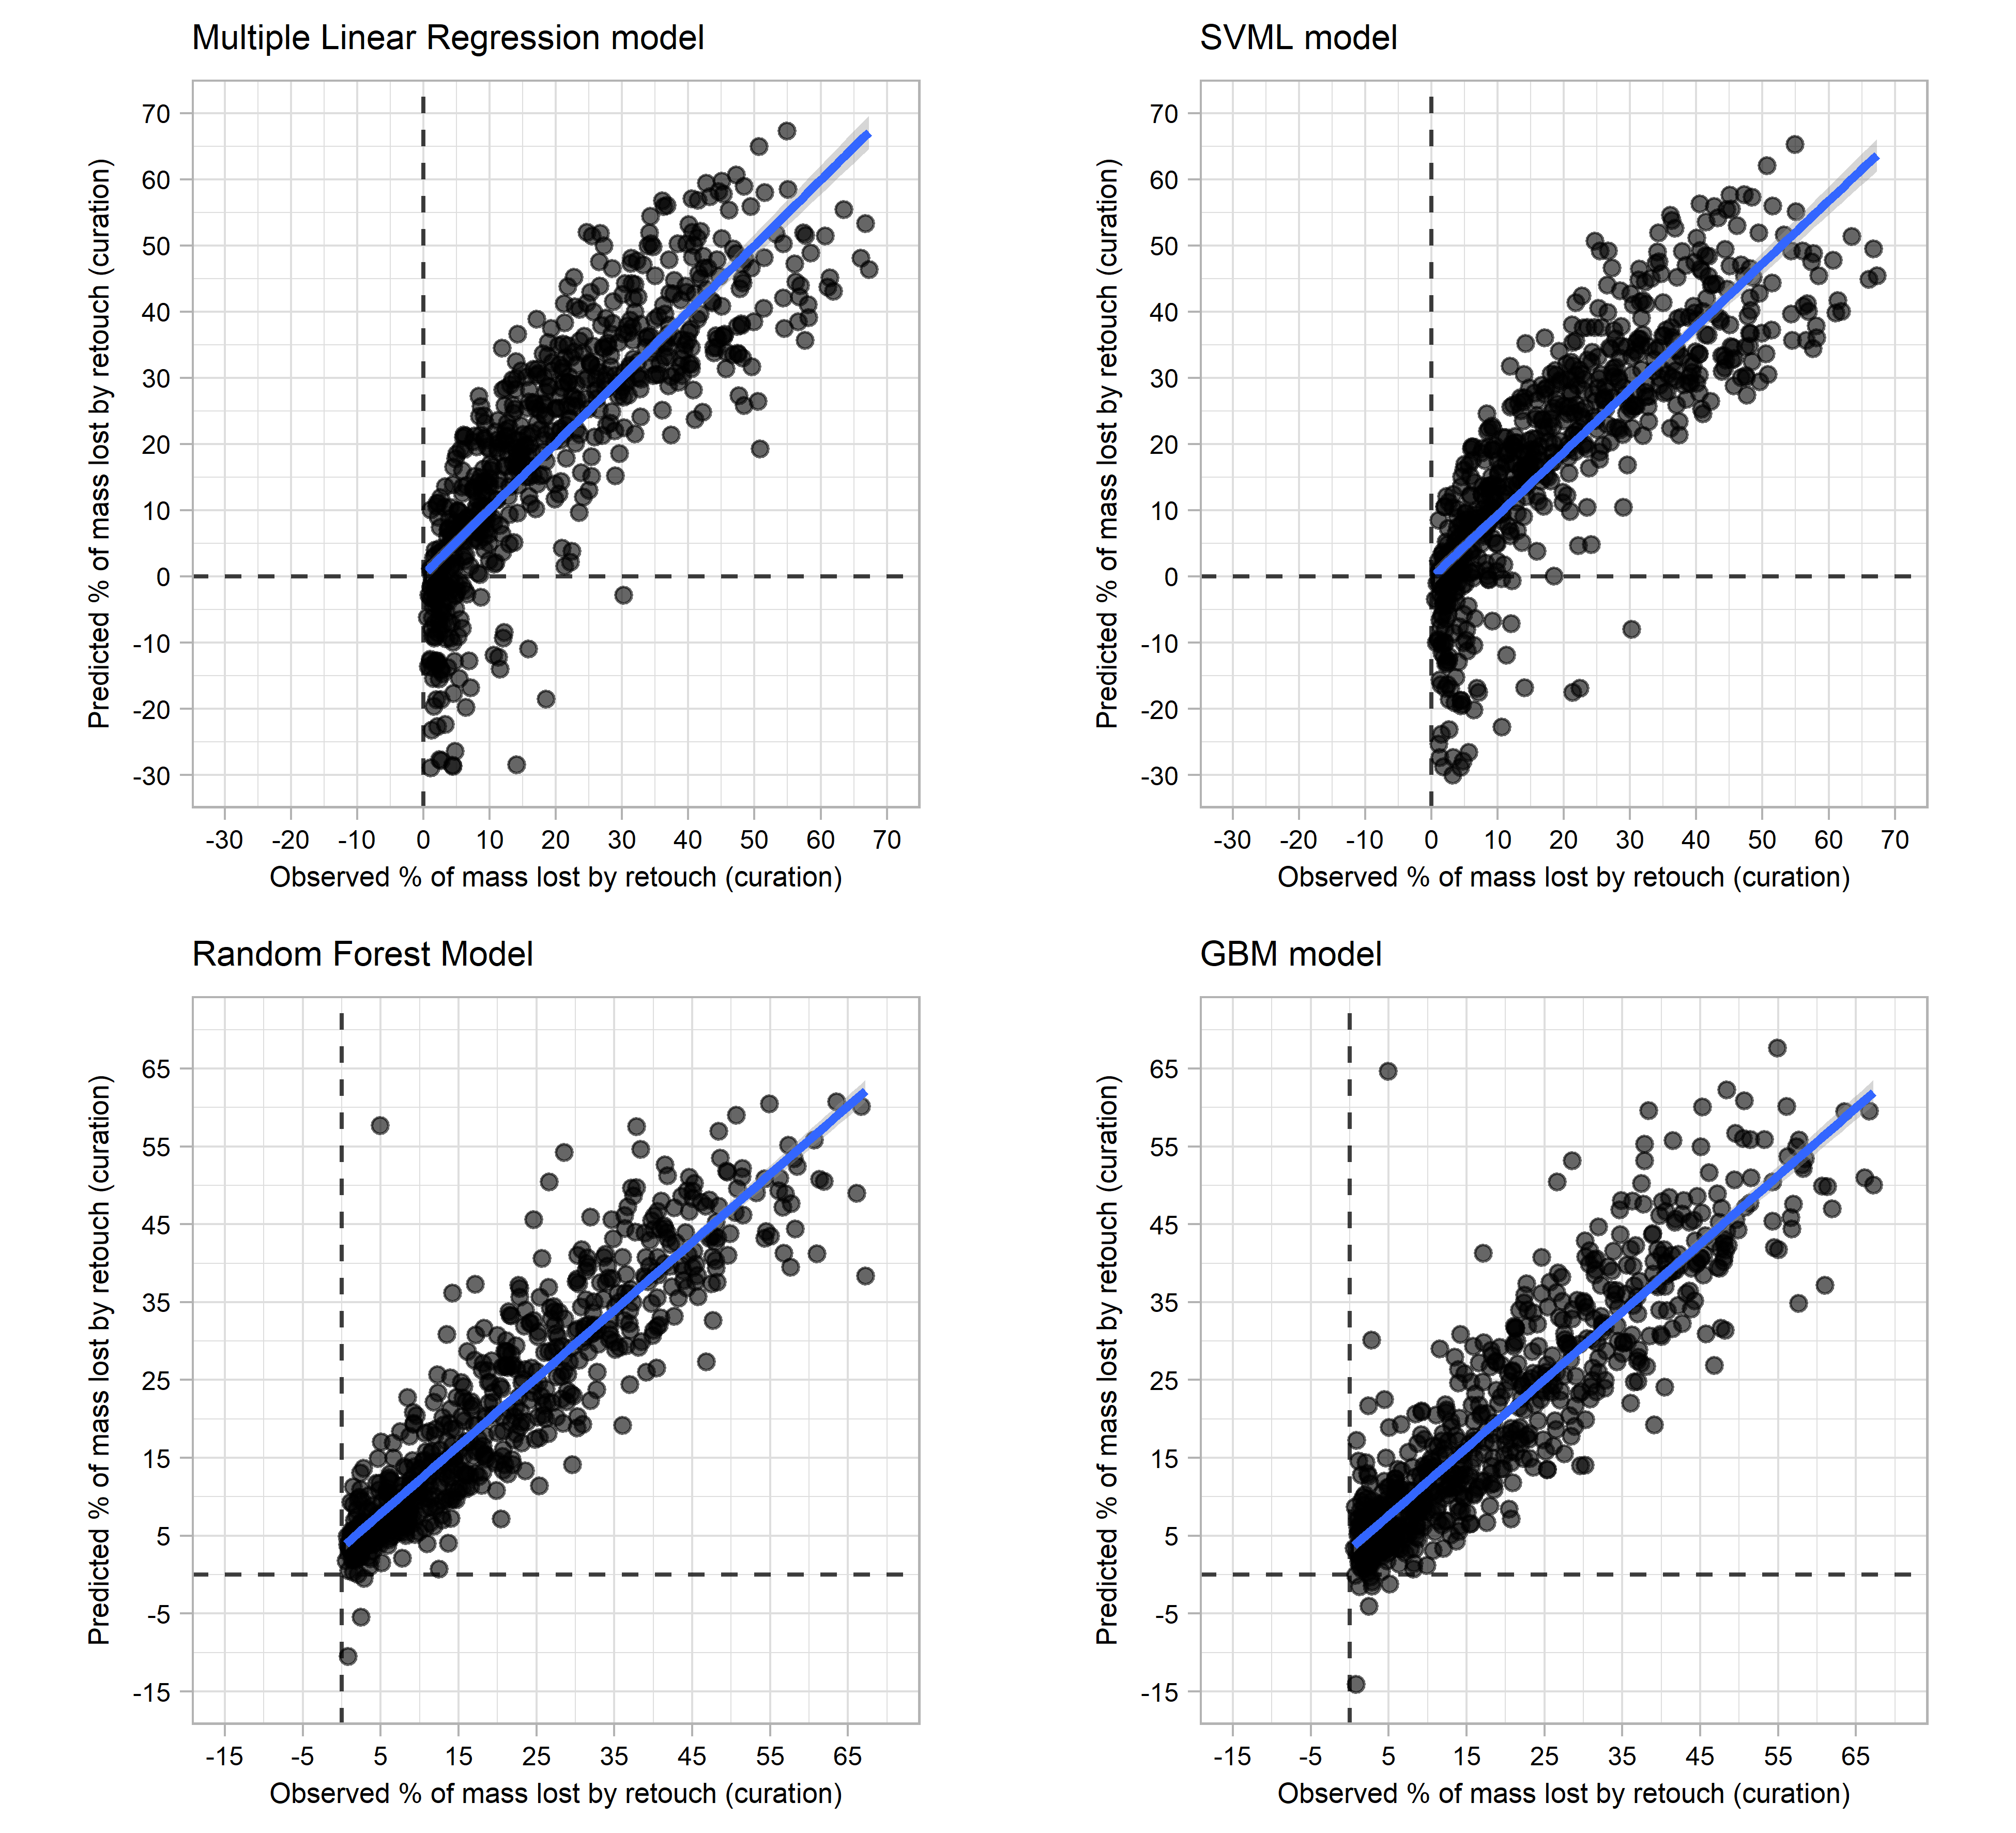 Multiple Linear Regression model
Predicted % of mass lost by retouch (curation)
70
60
50
40
30
20
10
0
-10
-20
-30
-30 -20 -10 0 10 20 30 40 50 60 70
Observed % of mass lost by retouch (curation)
SVML model
Predicted % of mass lost by retouch (curation)
70
60
50
40
30
20
10
0
-10
-20
-30
-30 -20 -10 0 10 20 30 40 50 60 70
Observed % of mass lost by retouch (curation)
Random Forest Model
Predicted % of mass lost by retouch (curation)
65
55
45
35
25
15
5
-5
-15
-15 -5 5 15 25 35 45 55 65
Observed % of mass lost by retouch (curation)
GBM model
Predicted % of mass lost by retouch (curation)
65
55
45
35
25
15
5
-5
-15
-15 -5 5 15 25 35 45 55 65
Observed % of mass lost by retouch (curation)